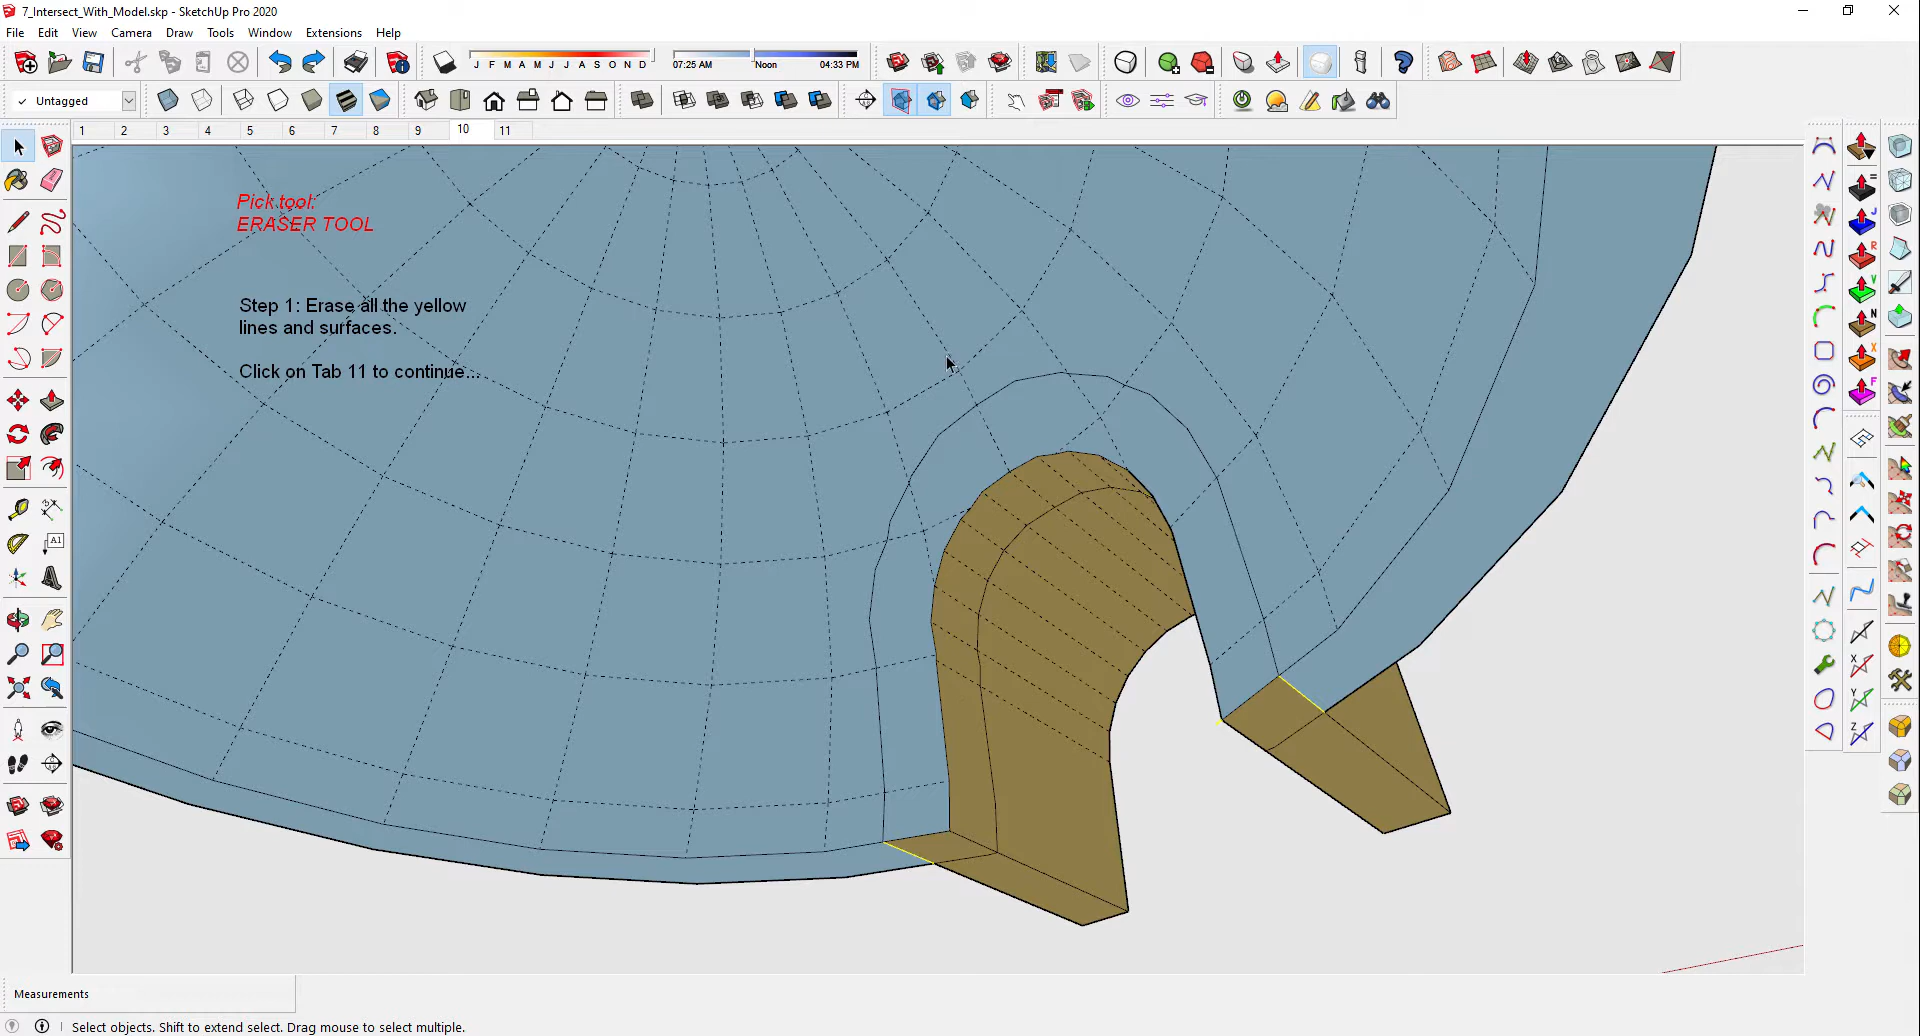 7_Intersect_With_Model.skp - SketchUp Pro 2020
File Edit View Camera Draw Tools Window Extensions Help
J F M A M J J A S O N D
07:25 AM Noon 04:33 PM
✓ Untagged
1 2 3 4 5 6 7 8 9 10 11
Pick tool:
ERASER TOOL
Step 1: Erase all the yellow
lines and surfaces.
Click on Tab 11 to continue...
A1
= J R V N X F
X
Y
Z
Measurements
Select objects. Shift to extend select. Drag mouse to select multiple.